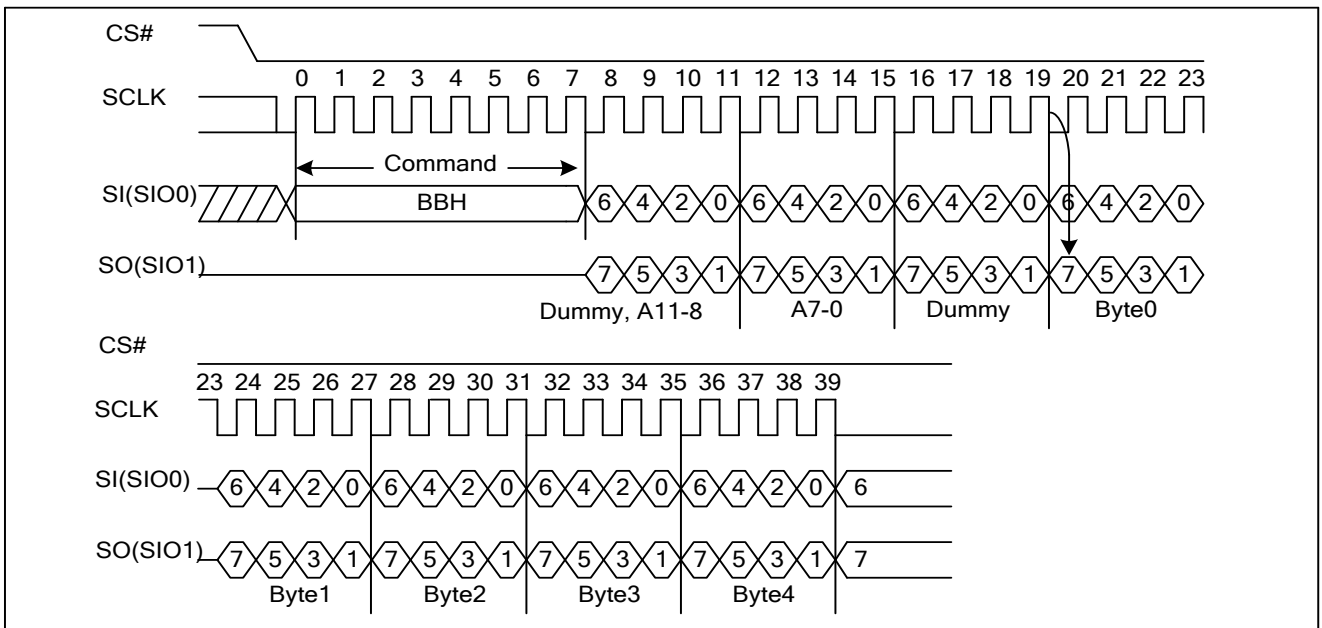 CS#
0 1 2 3 4 5 6 7 8 9 10 11 12 13 14 15 16 17 18 19 20 21 22 23
SCLK
Command
SI(SIO0) BBH 6 4 2 0 6 4 2 0 6 4 2 0 6 4 2 0
SO(SIO1) 7 5 3 1 7 5 3 1 7 5 3 1 7 5 3 1
Dummy, A11-8 A7-0 Dummy Byte0
CS#
23 24 25 26 27 28 29 30 31 32 33 34 35 36 37 38 39
SCLK
SI(SIO0) 6 4 2 0 6 4 2 0 6 4 2 0 6 4 2 0 6
SO(SIO1) 7 5 3 1 7 5 3 1 7 5 3 1 7 5 3 1 7
Byte1 Byte2 Byte3 Byte4